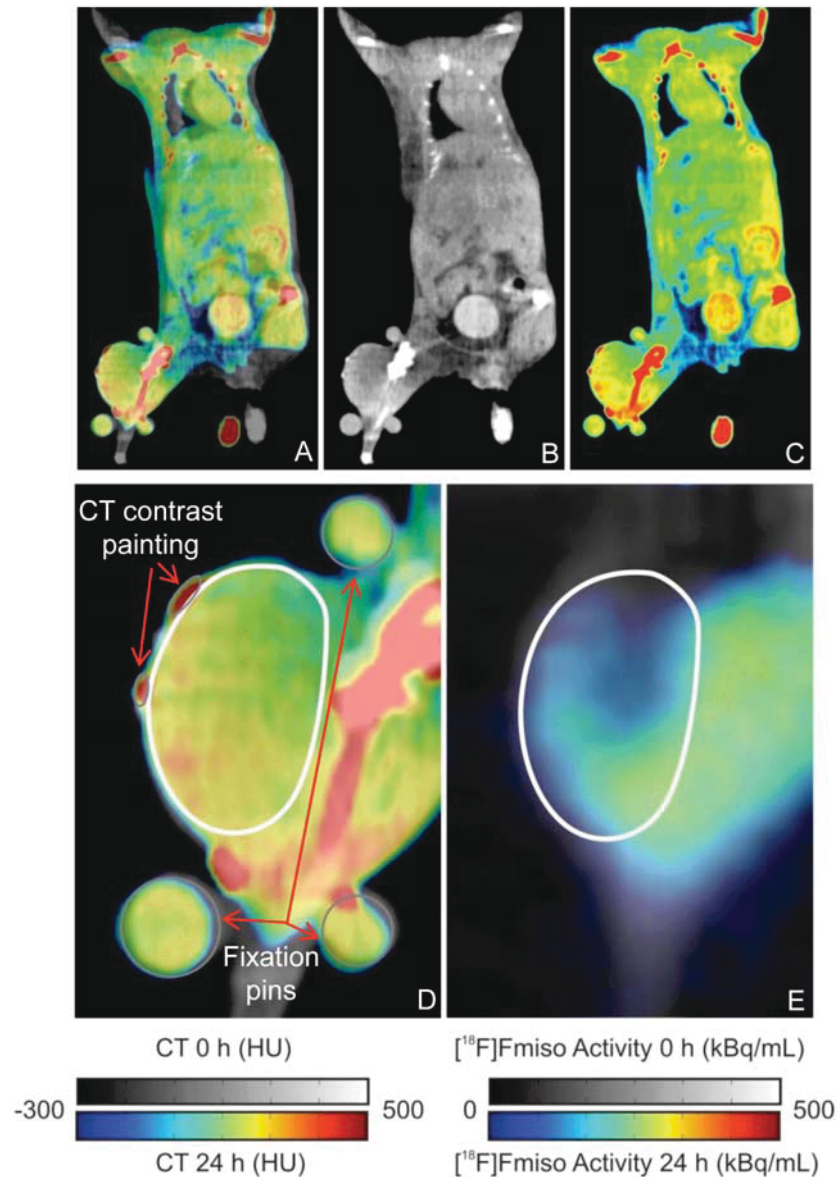 A
B
C
CT contrast
painting
Fixation
pins
D
E
CT 0 h (HU)
[18F]Fmiso Activity 0 h (kBq/mL)
-300
500
0
500
CT 24 h (HU)
[18F]Fmiso Activity 24 h (kBq/mL)